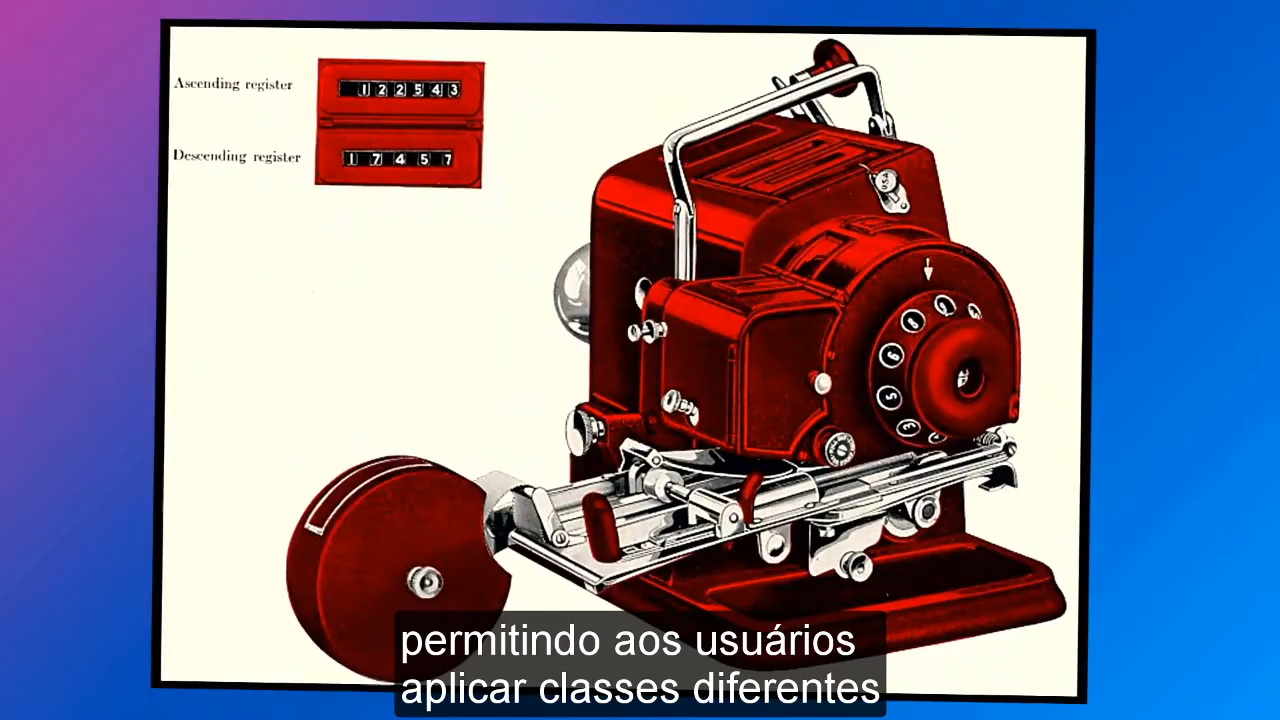 Ascending register
1 2 2 5 4 3
Descending register
1 7 4 5 7
permitindo aos usuários
aplicar classes diferentes